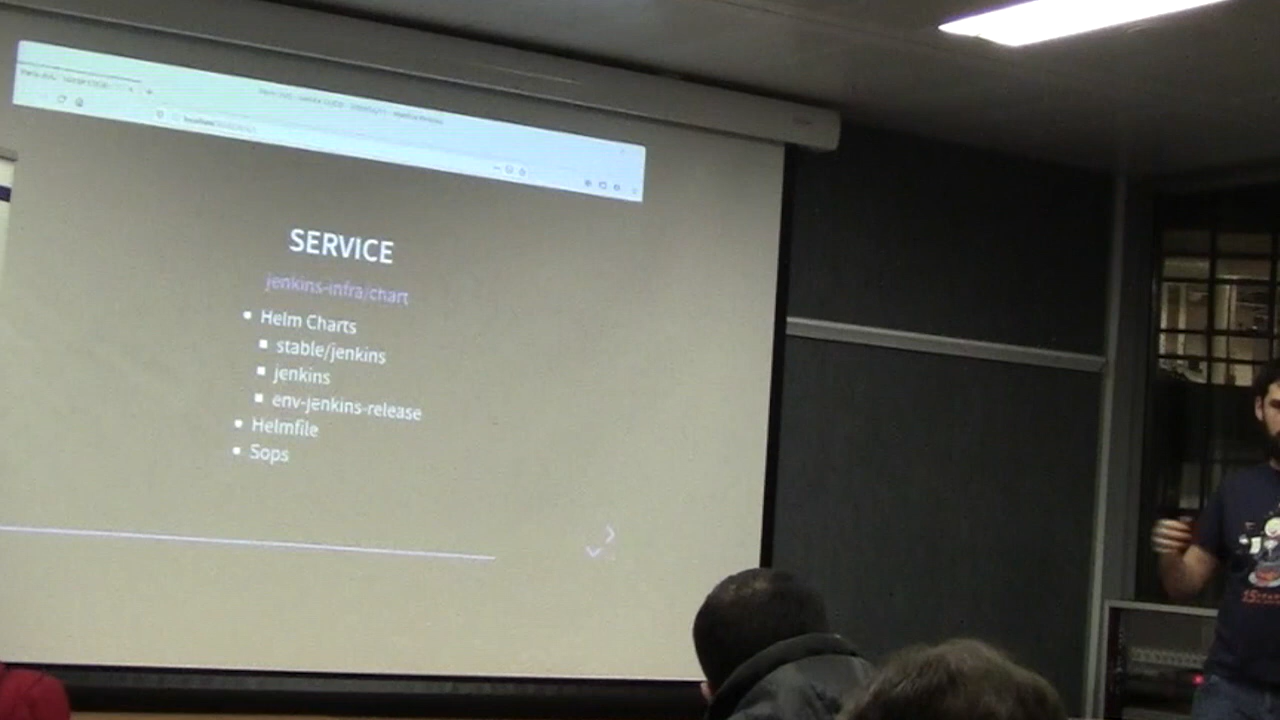 SERVICE
jenkins-infra/chart
Helm Charts
stable/jenkins
jenkins
env-jenkins-release
Helmfile
Sops